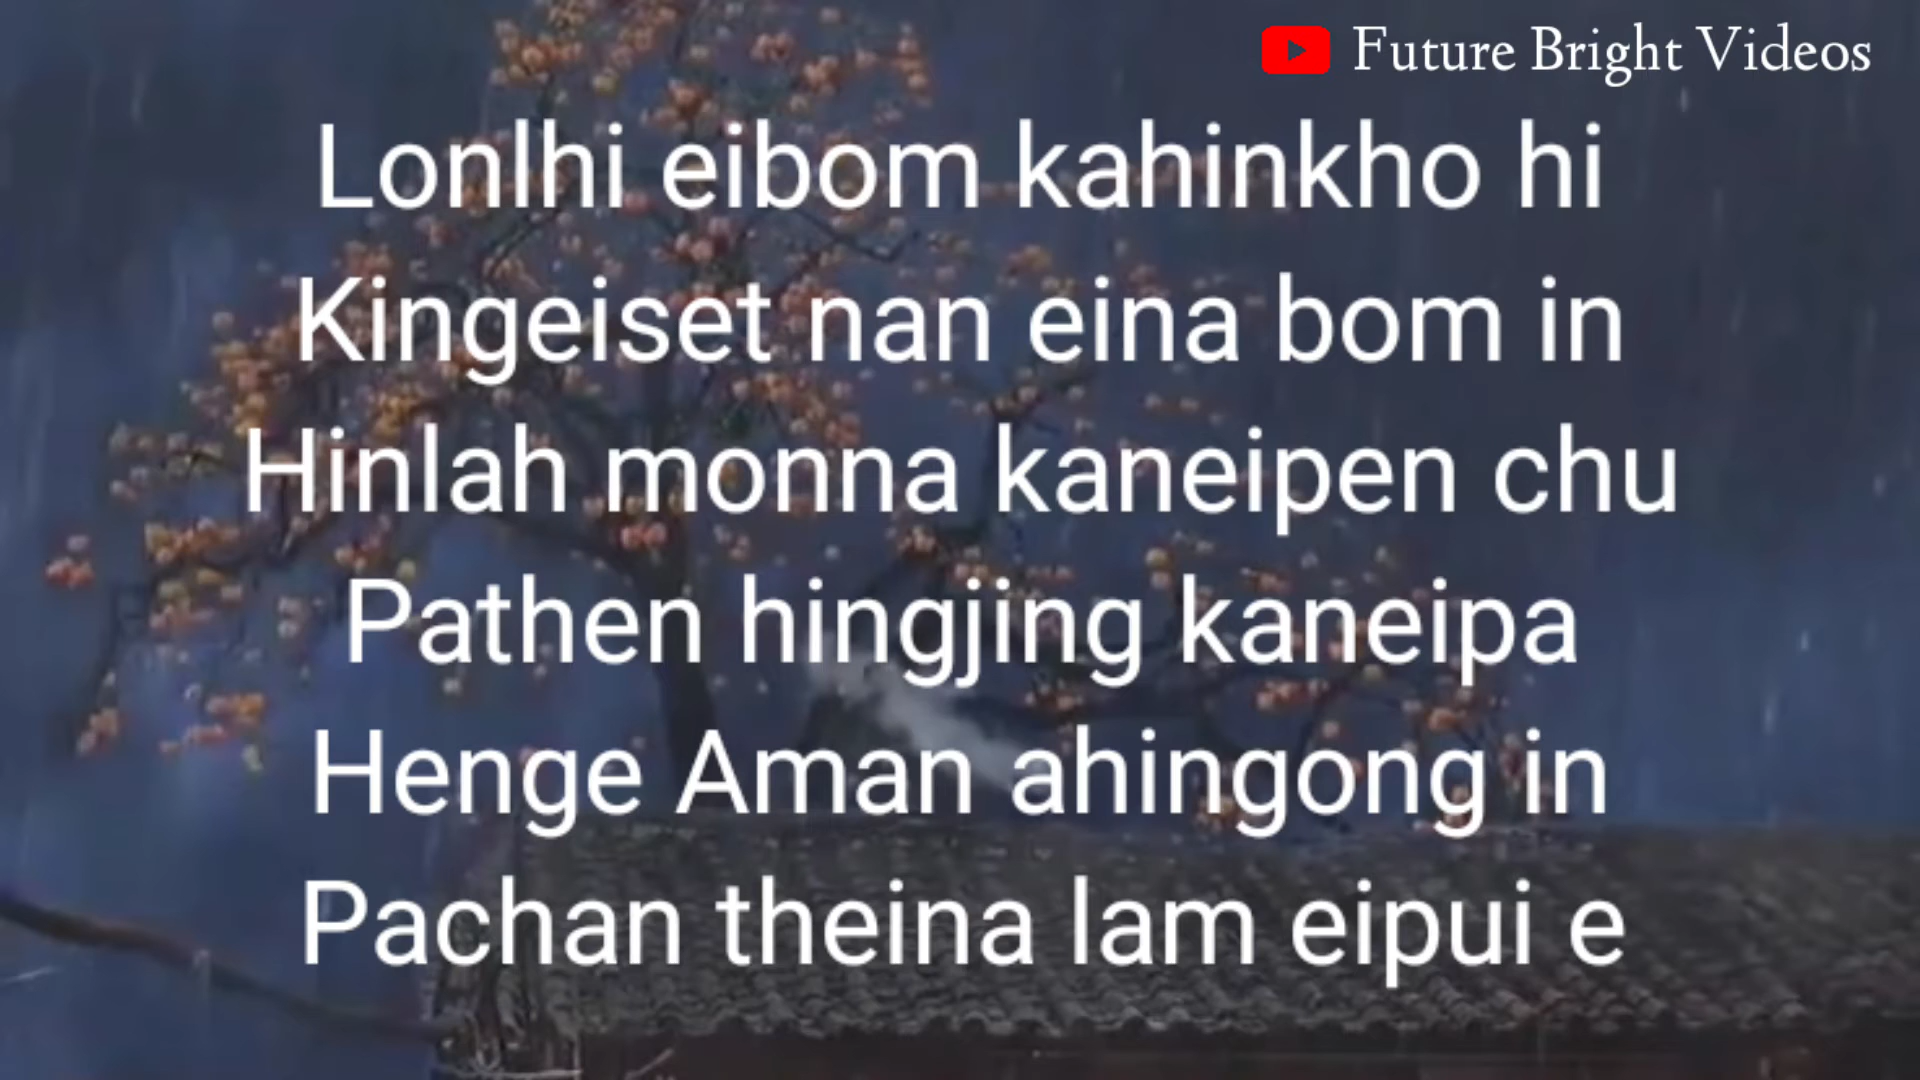 Future Bright Videos
Lonlhi eibom kahinkho hi
Kingeiset nan eina bom in
Hinlah monna kaneipen chu
Pathen hingjing kaneipa
Henge Aman ahingong in
Pachan theina lam eipui e